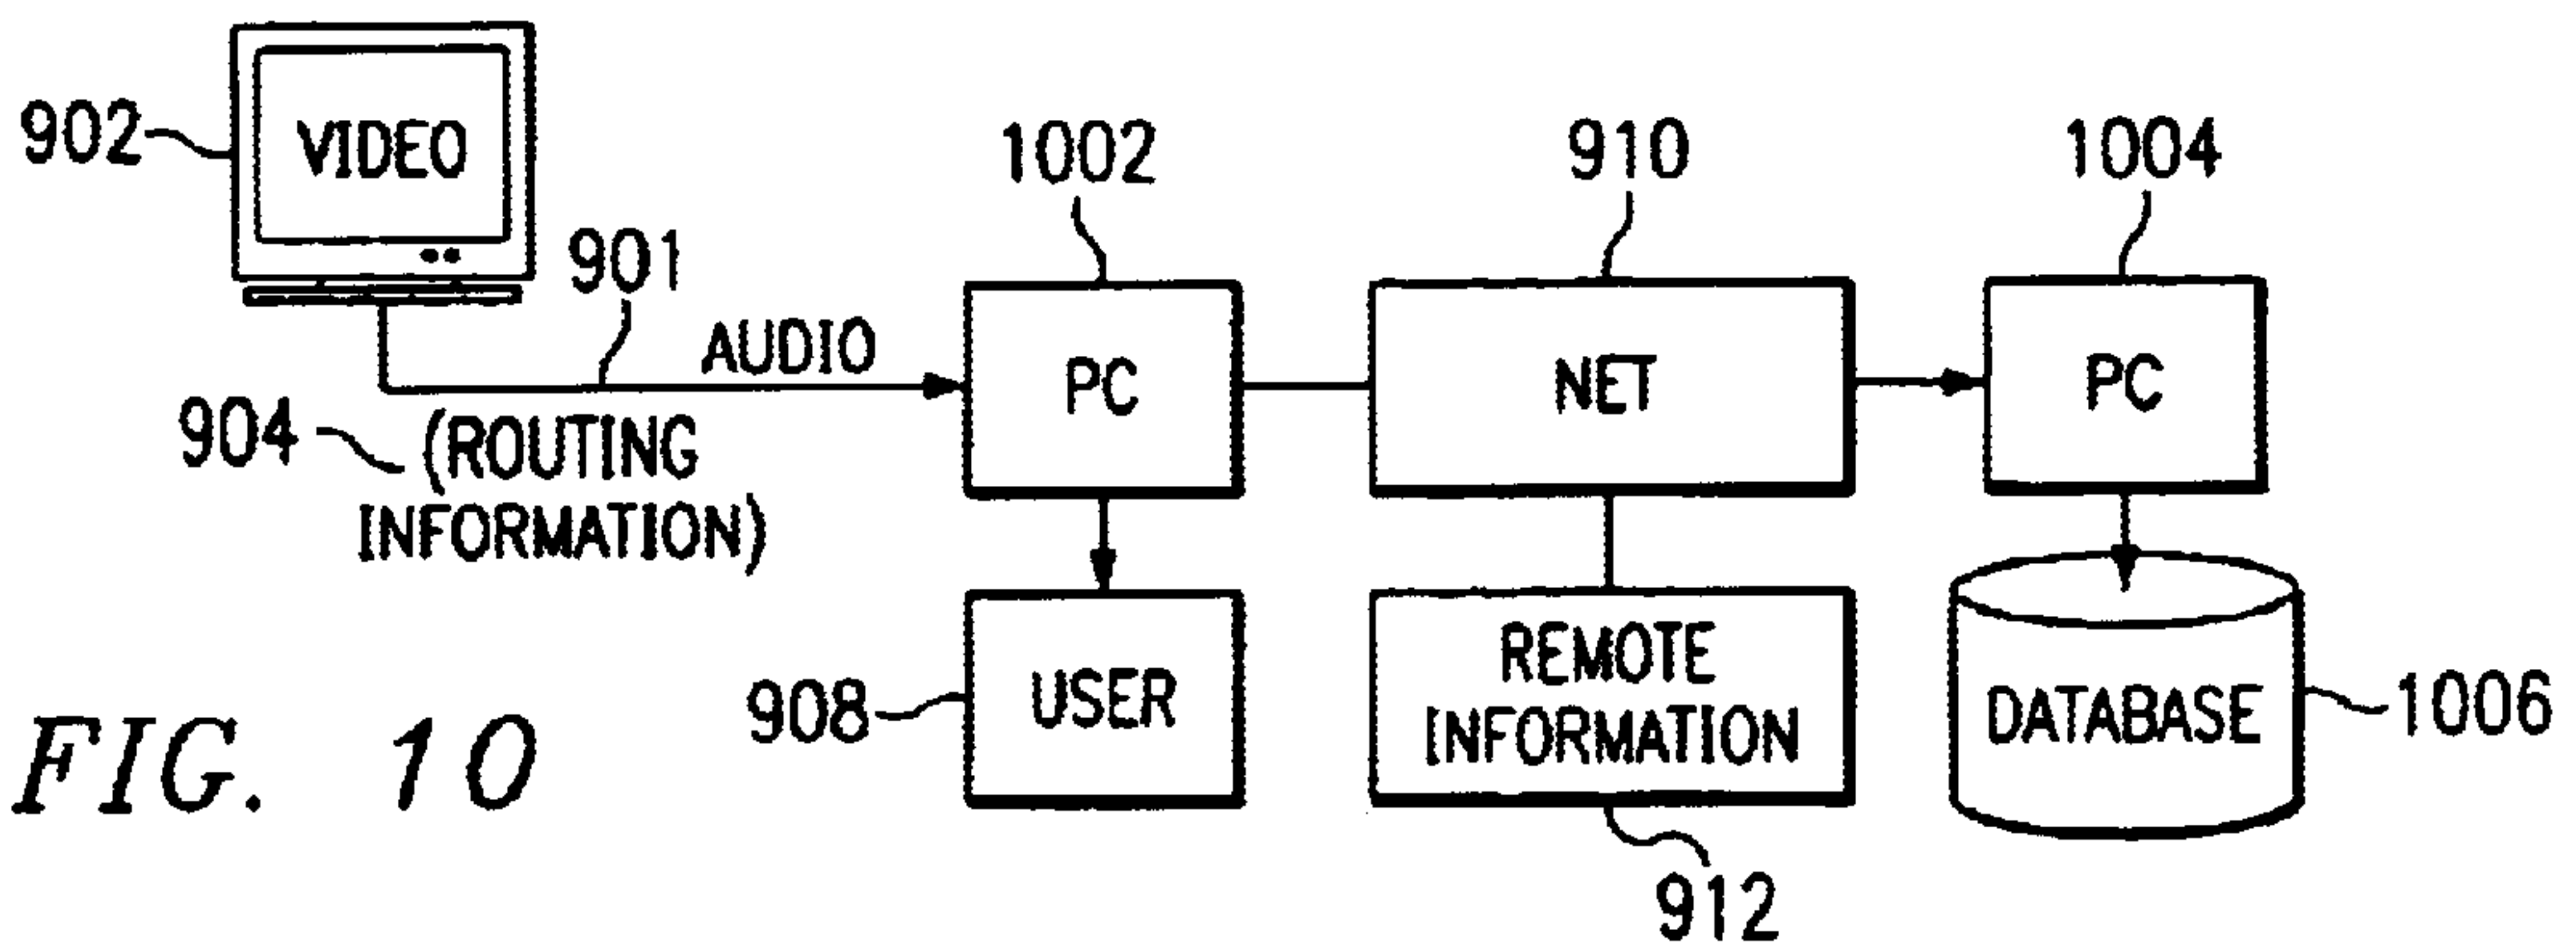 902
VIDEO
901
AUDIO
904
(ROUTING
INFORMATION)
1002
PC
910
NET
1004
PC
908
USER
REMOTE
INFORMATION
912
DATABASE
1006
FIG. 10